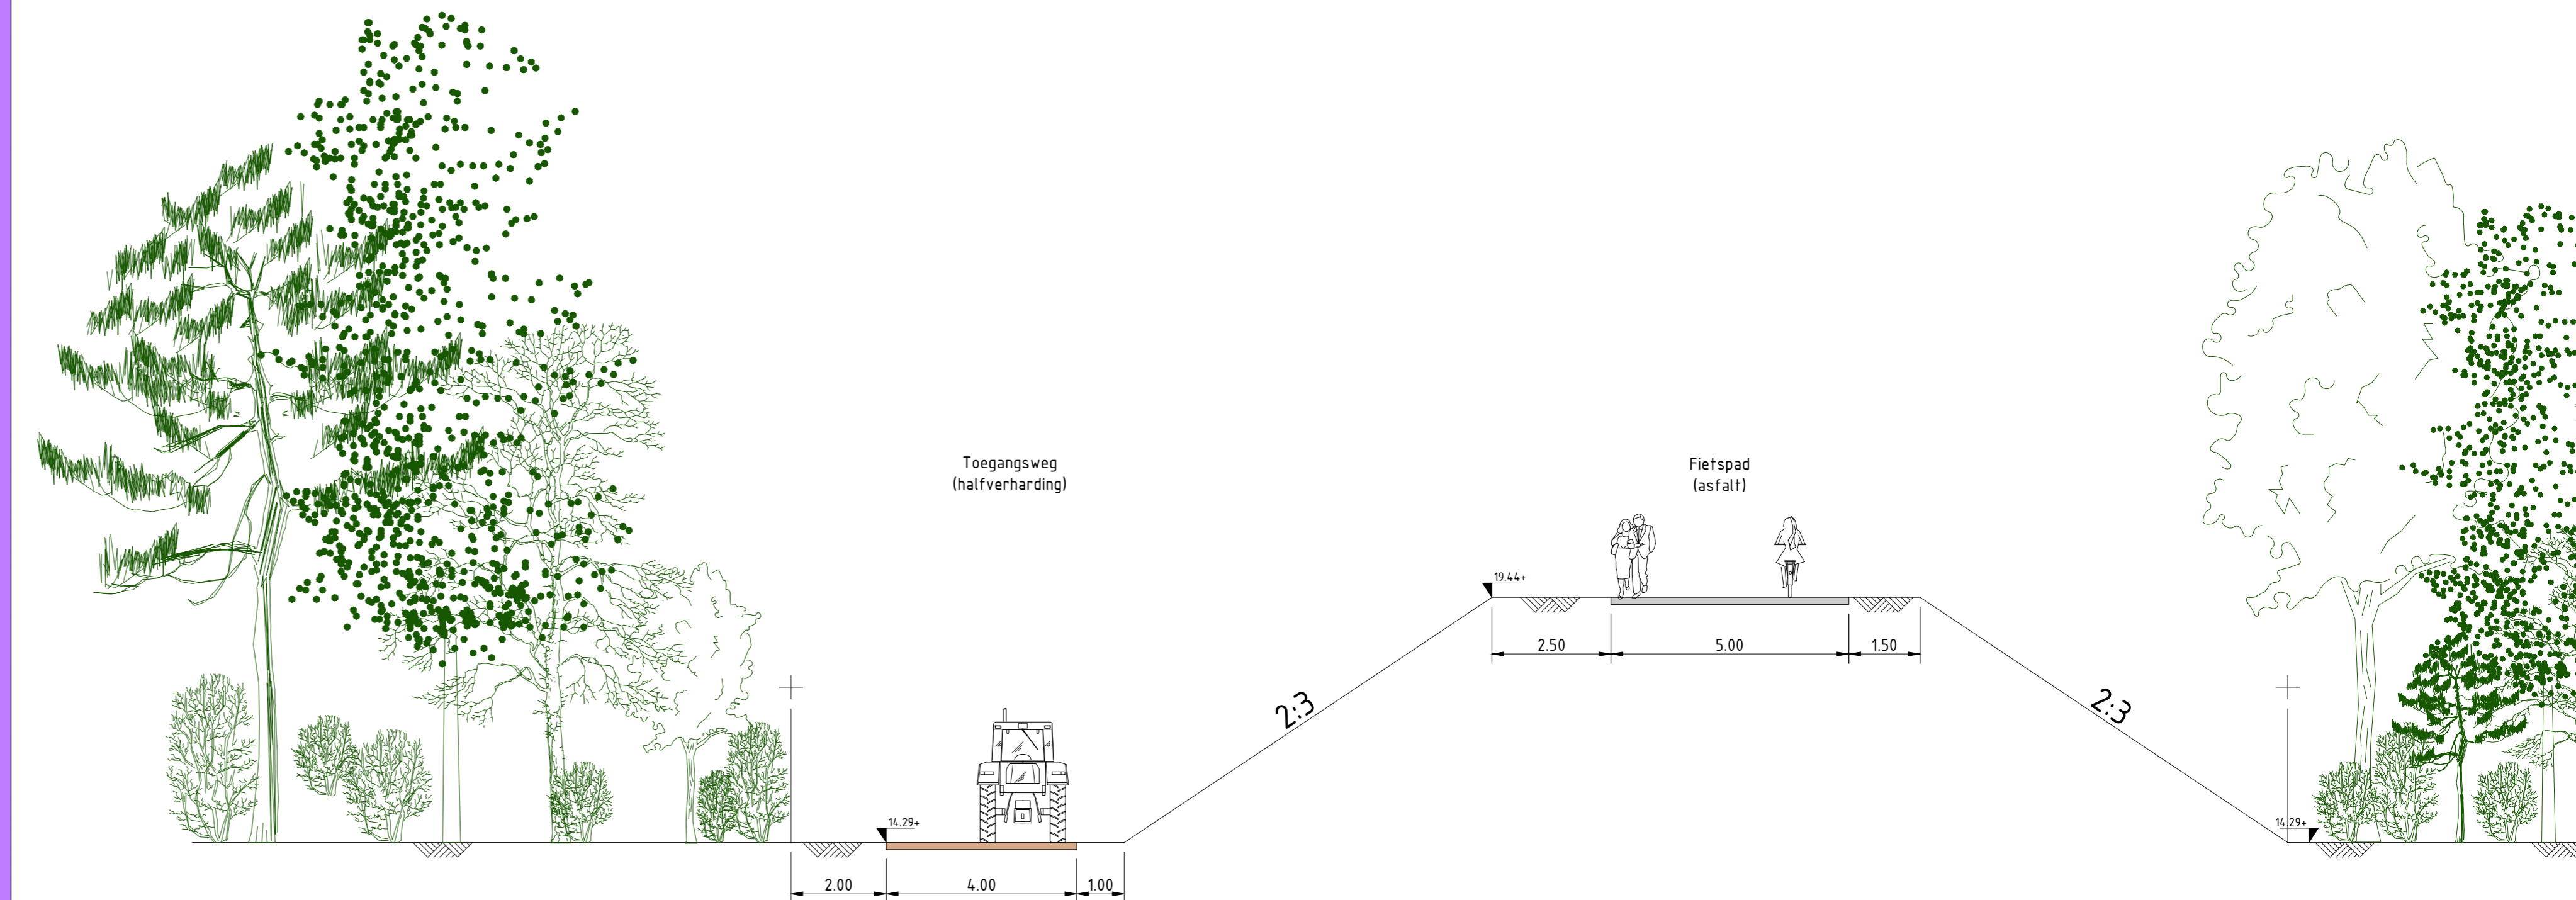 Toegangsweg
(halfverharding)
Fietspad
(asfalt)
19.44+
2.50
5.00
1.50
2:3
2:3
14.29+
14.29+
2.00
4.00
1.00